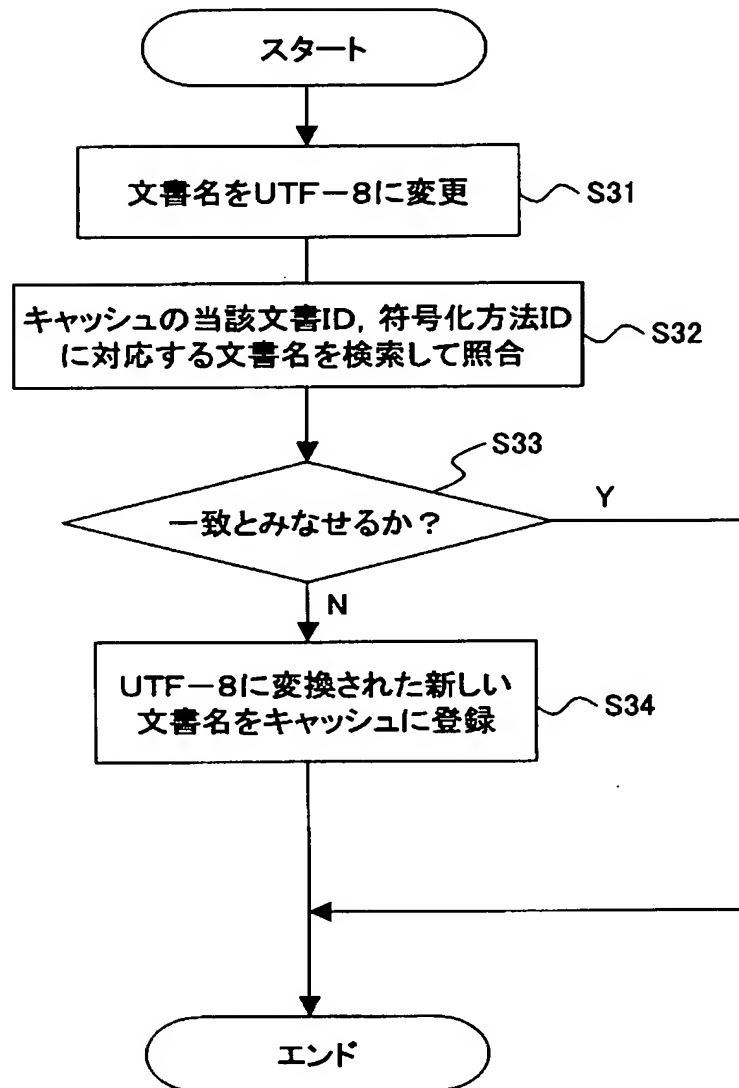 スタート
文書名をUTF-8に変更
S31
キャッシュの当該文書ID, 符号化方法ID
に対応する文書名を検索して照合
S32
S33
一致とみなせるか?
Y
N
UTF-8に変換された新しい
文書名をキャッシュに登録
S34
エンド